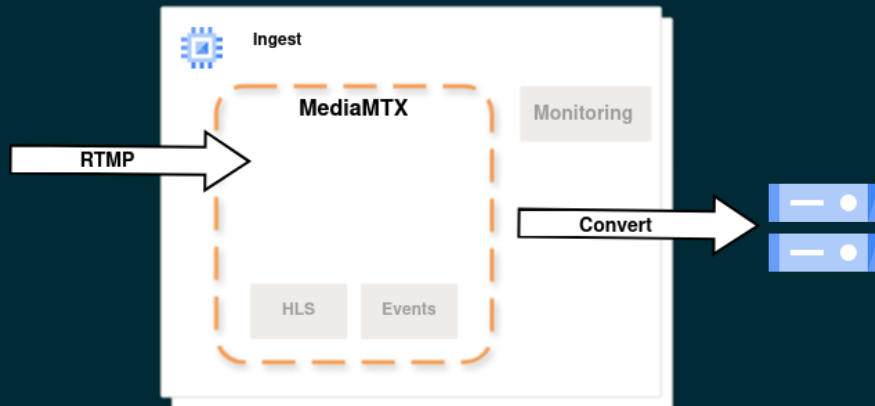 Ingest
MediaMTX
Monitoring
RTMP
Convert
HLS
Events